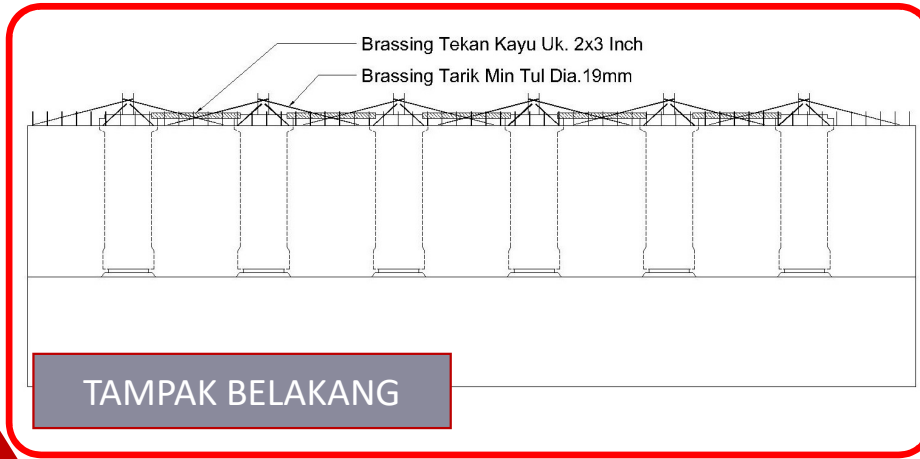 Brassing Tekan Kayu Uk. 2x3 Inch
Brassing Tarik Min Tul Dia.19mm
TAMPAK BELAKANG